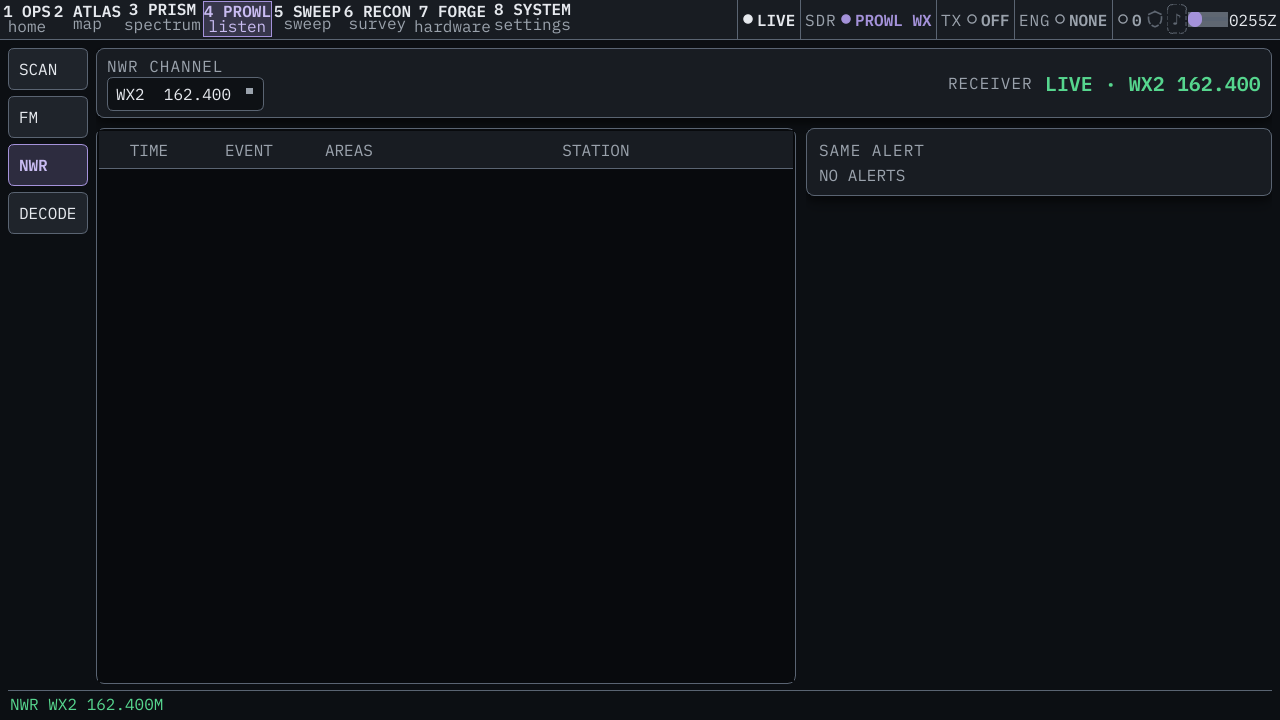 1 OPS 2 ATLAS 3 PRISM 4 PROWL 5 SWEEP 6 RECON 7 FORGE 8 SYSTEM
home map spectrum listen sweep survey hardware settings
LIVE SDR PROWL WX TX OFF ENG NONE 0 ♪ 0255Z
SCAN
FM
NWR
DECODE
NWR CHANNEL
WX2 162.400
RECEIVER LIVE · WX2 162.400
TIME EVENT AREAS STATION
SAME ALERT
NO ALERTS
NWR WX2 162.400M